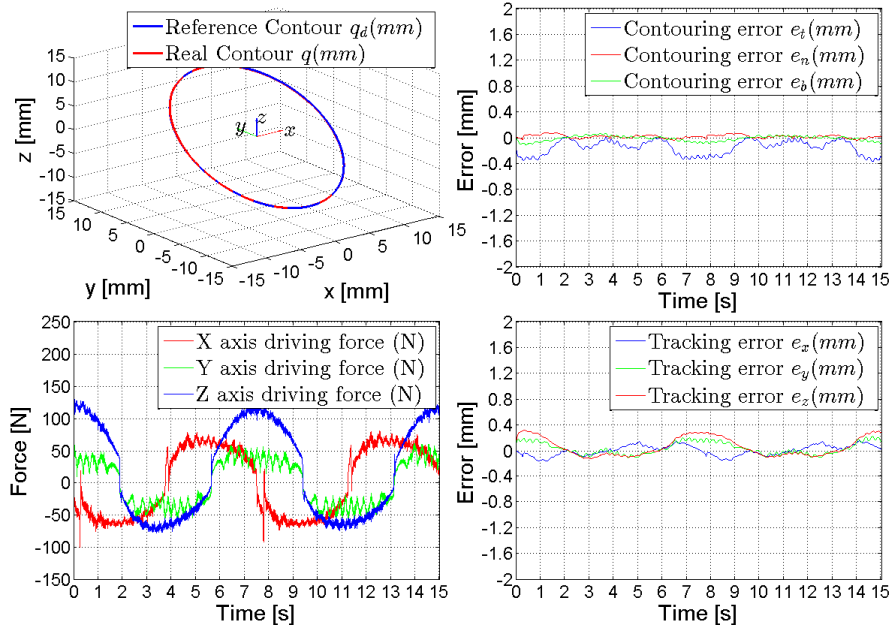 Reference Contour q_d(mm)
Real Contour q(mm)
15
10
5
0
-5
-10
-15
z [mm]
15
10
5
0
-5
-10
-15
y [mm]
-15
-10
-5
0
5
10
15
x [mm]
y
z
x
Contouring error e_t(mm)
Contouring error e_n(mm)
Contouring error e_b(mm)
2
1.6
1.2
0.8
0.4
0
-0.4
-0.8
-1.2
-1.6
-2
Error [mm]
0 1 2 3 4 5 6 7 8 9 10 11 12 13 14 15
Time [s]
X axis driving force (N)
Y axis driving force (N)
Z axis driving force (N)
250
200
150
100
50
0
-50
-100
-150
Force [N]
0 1 2 3 4 5 6 7 8 9 10 11 12 13 14 15
Time [s]
Tracking error e_x(mm)
Tracking error e_y(mm)
Tracking error e_z(mm)
2
1.6
1.2
0.8
0.4
0
-0.4
-0.8
-1.2
-1.6
-2
Error [mm]
0 1 2 3 4 5 6 7 8 9 10 11 12 13 14 15
Time [s]